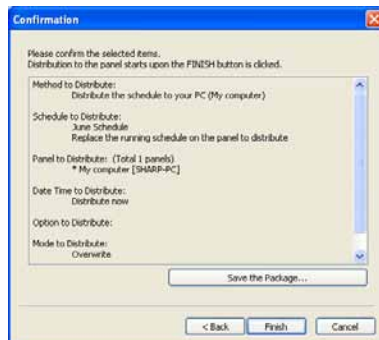 Confirmation
Please confirm the selected items.
Distribution to the panel starts upon the FINISH button is clicked.
Method to Distribute:
Distribute the schedule to your PC (My computer)
Schedule to Distribute:
June Schedule
Replace the running schedule on the panel to distribute
Panel to Distribute: (Total 1 panels)
* My computer [SHARP-PC]
Date Time to Distribute:
Distribute now
Option to Distribute:
Mode to Distribute:
Overwrite
Save the Package...
< Back Finish Cancel